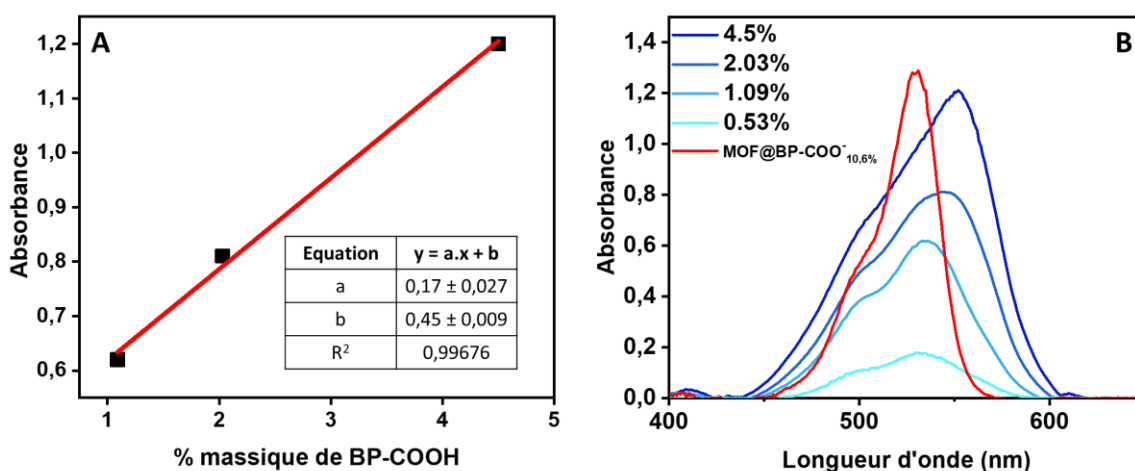 A
Absorbance
1,2
1,1
1,0
0,9
0,8
0,7
0,6
1
2
3
4
5
% massique de BP-COOH
Equation y = a.x + b
a 0,17 ± 0,027
b 0,45 ± 0,009
R² 0,99676
B
Absorbance
1,4
1,2
1,0
0,8
0,6
0,4
0,2
0,0
400
500
600
Longueur d'onde (nm)
4.5%
2.03%
1.09%
0.53%
MOF@BP-COO⁻10,6%